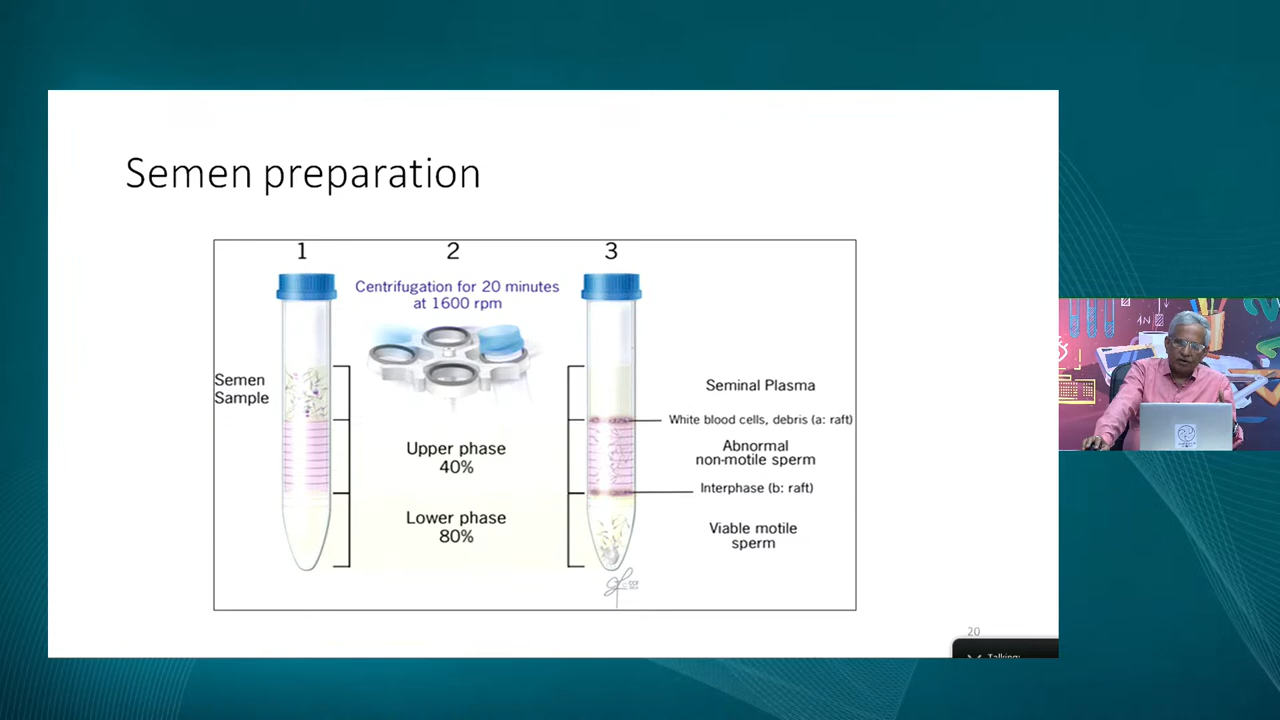 Semen preparation
1
2
3
Centrifugation for 20 minutes
at 1600 rpm
Semen
Sample
Upper phase
40%
Lower phase
80%
Seminal Plasma
White blood cells, debris (a: raft)
Abnormal
non-motile sperm
Interphase (b: raft)
Viable motile
sperm
20
Talking: